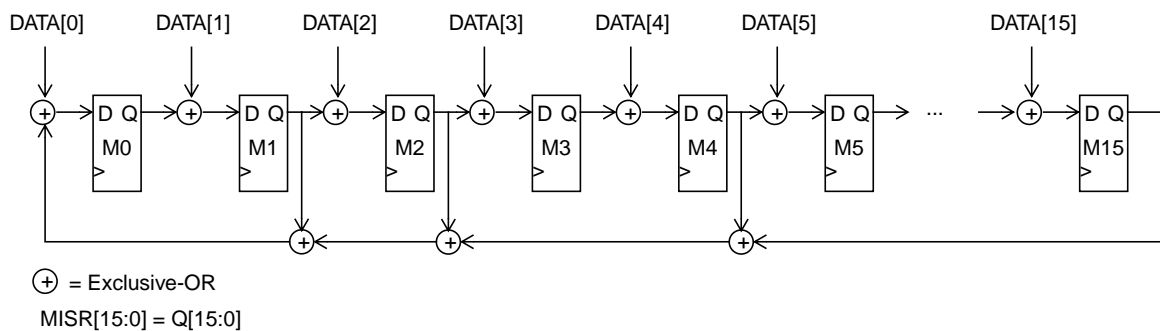 DATA[0] DATA[1] DATA[2] DATA[3] DATA[4] DATA[5] DATA[15]
+ D Q + D Q + D Q + D Q + D Q + D Q ... + D Q
M0 M1 M2 M3 M4 M5 M15
> > > > > > >
+ + +
+ = Exclusive-OR
MISR[15:0] = Q[15:0]